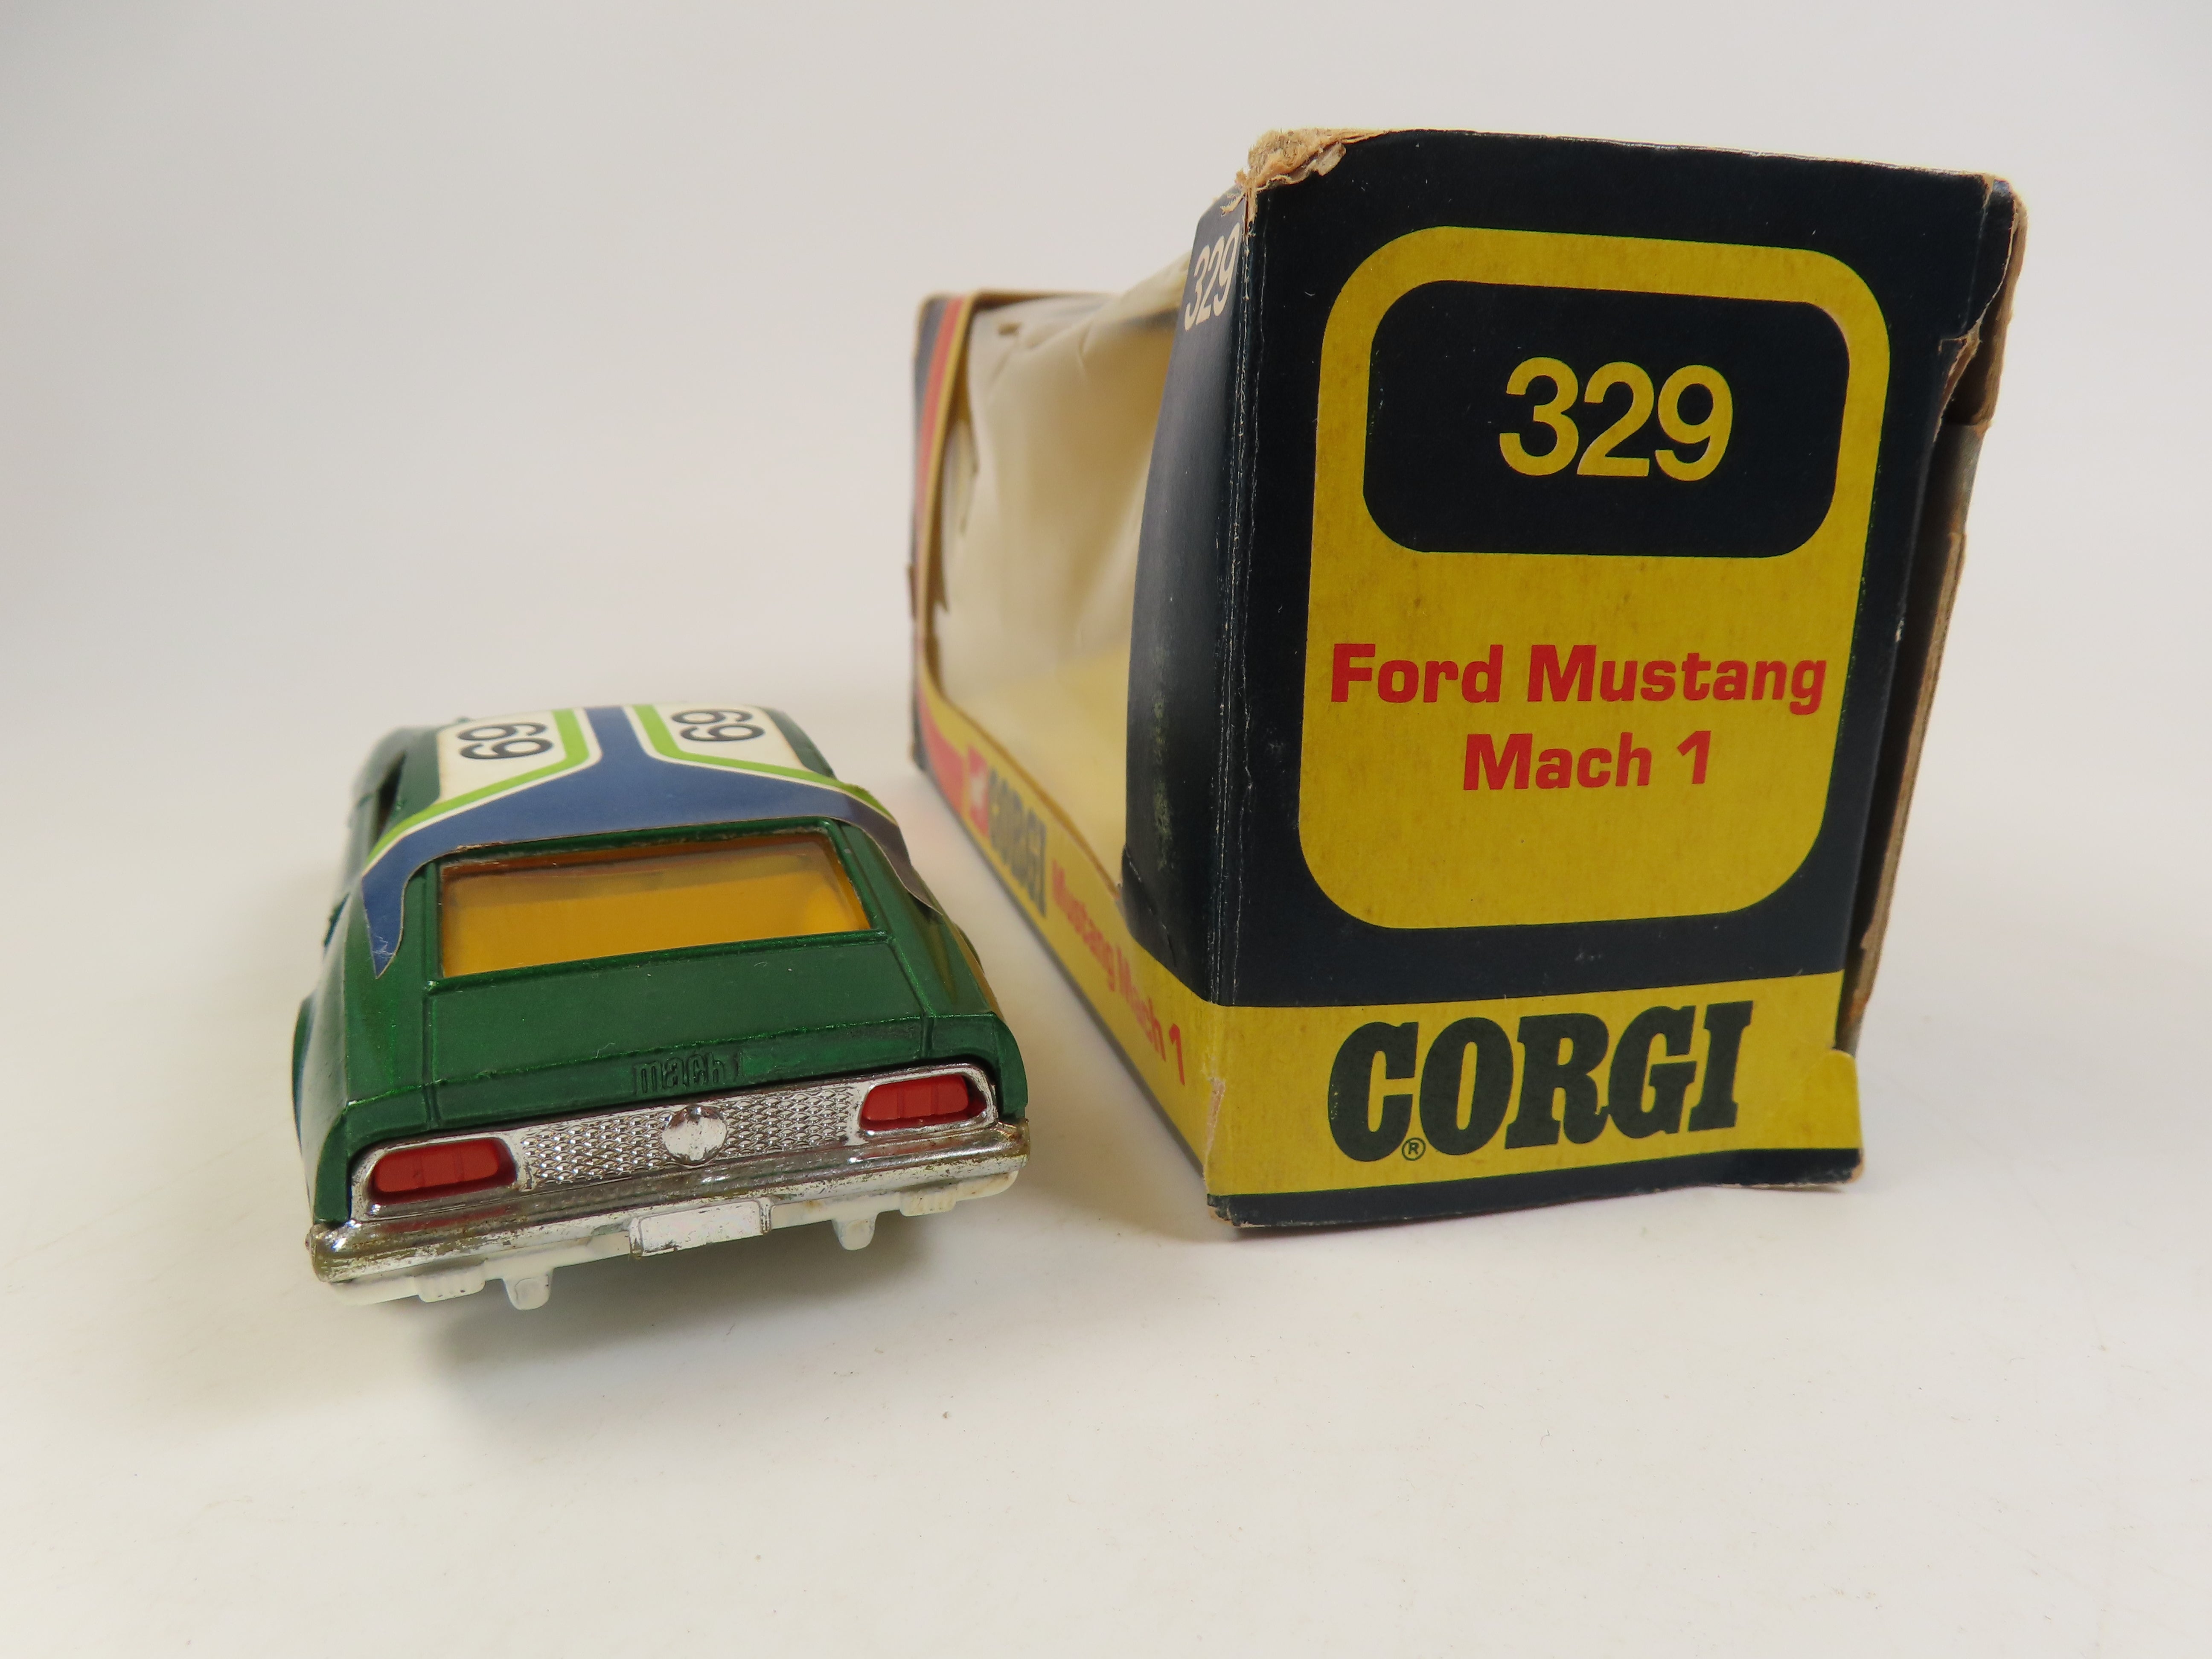 329
329
Ford Mustang
Mach 1
CORGI
®
CORGI Mustang Mach 1
69
69
mach 1